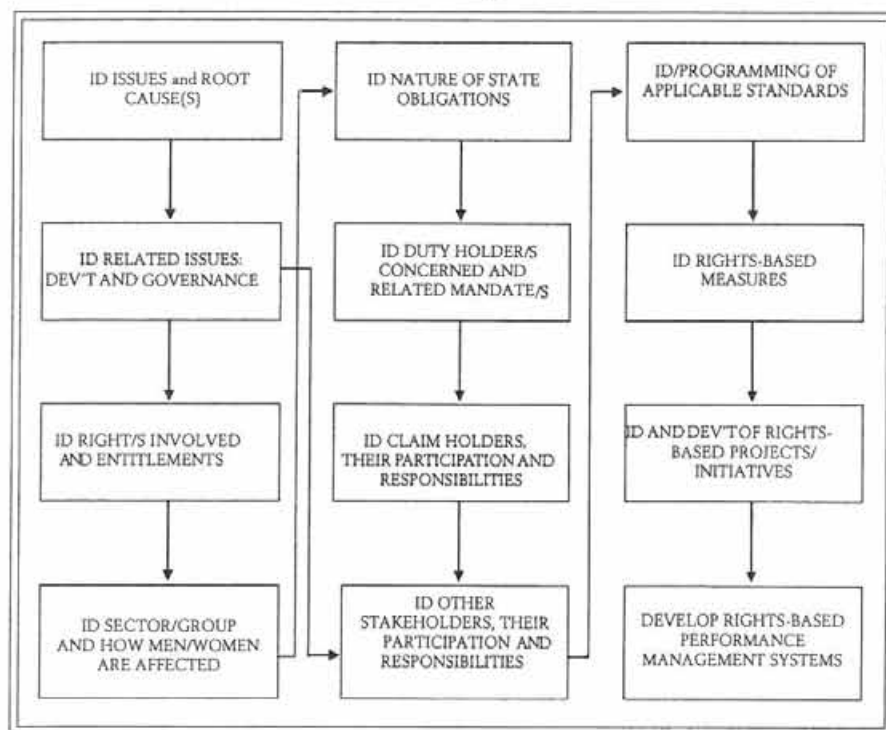 ID ISSUES and ROOT
CAUSE(S)
ID RELATED ISSUES:
DEV'T AND GOVERNANCE
ID RIGHT/S INVOLVED
AND ENTITLEMENTS
ID SECTOR/GROUP
AND HOW MEN/WOMEN
ARE AFFECTED
ID NATURE OF STATE
OBLIGATIONS
ID DUTY HOLDER/S
CONCERNED AND
RELATED MANDATE/S
ID CLAIM HOLDERS,
THEIR PARTICIPATION AND
RESPONSIBILITIES
ID OTHER
STAKEHOLDERS, THEIR
PARTICIPATION AND
RESPONSIBILITIES
ID/PROGRAMMING OF
APPLICABLE STANDARDS
ID RIGHTS-BASED
MEASURES
ID AND DEV'T OF RIGHTS-
BASED PROJECTS/
INITIATIVES
DEVELOP RIGHTS-BASED
PERFORMANCE
MANAGEMENT SYSTEMS